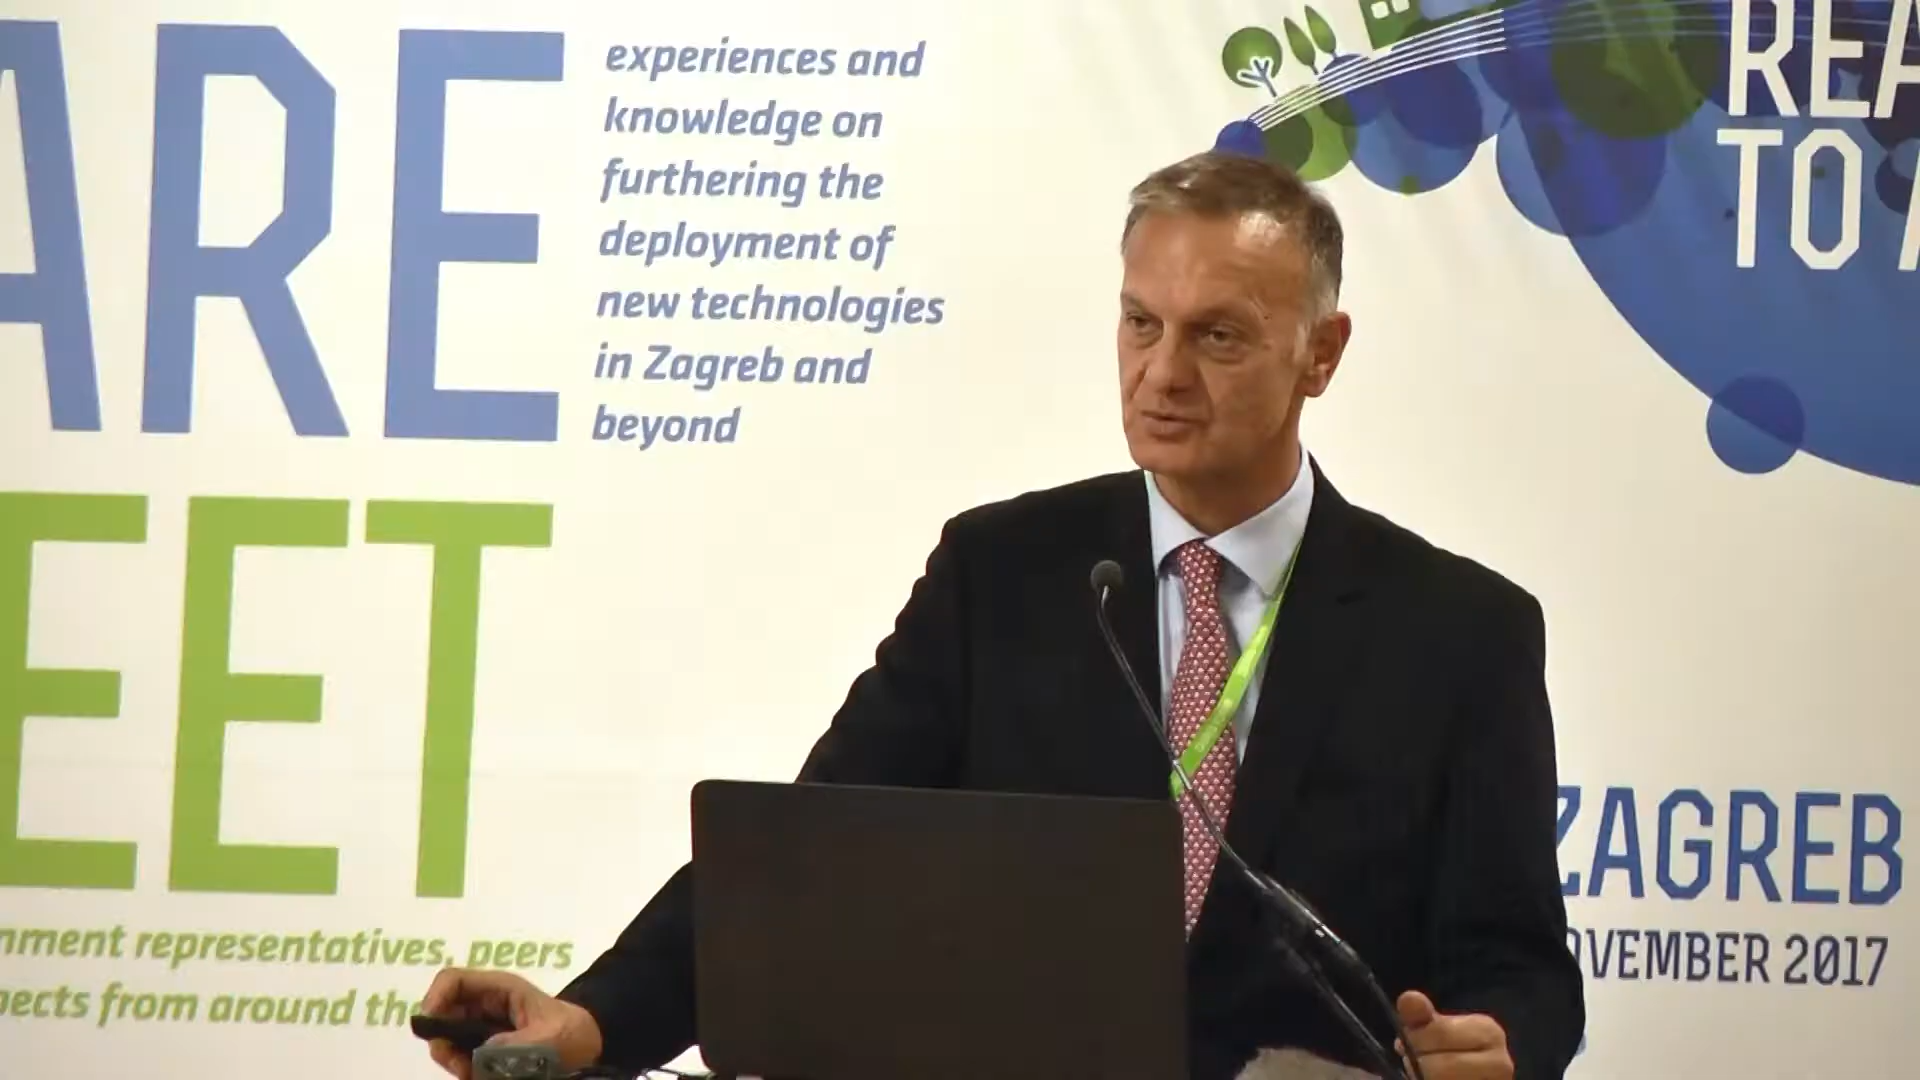 ARE
experiences and
knowledge on
furthering the
deployment of
new technologies
in Zagreb and
beyond
EET
nment representatives, peers
pects from around the
REA
TO
ZAGREB
OVEMBER 2017